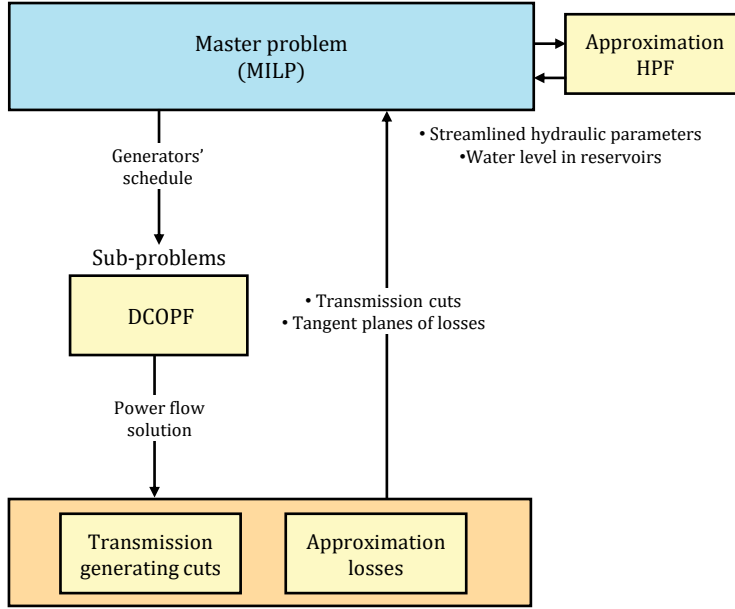 Master problem
(MILP)
Approximation
HPF
• Streamlined hydraulic parameters
•Water level in reservoirs
Generators'
schedule
Sub-problems
DCOPF
• Transmission cuts
• Tangent planes of losses
Power flow
solution
Transmission
generating cuts
Approximation
losses